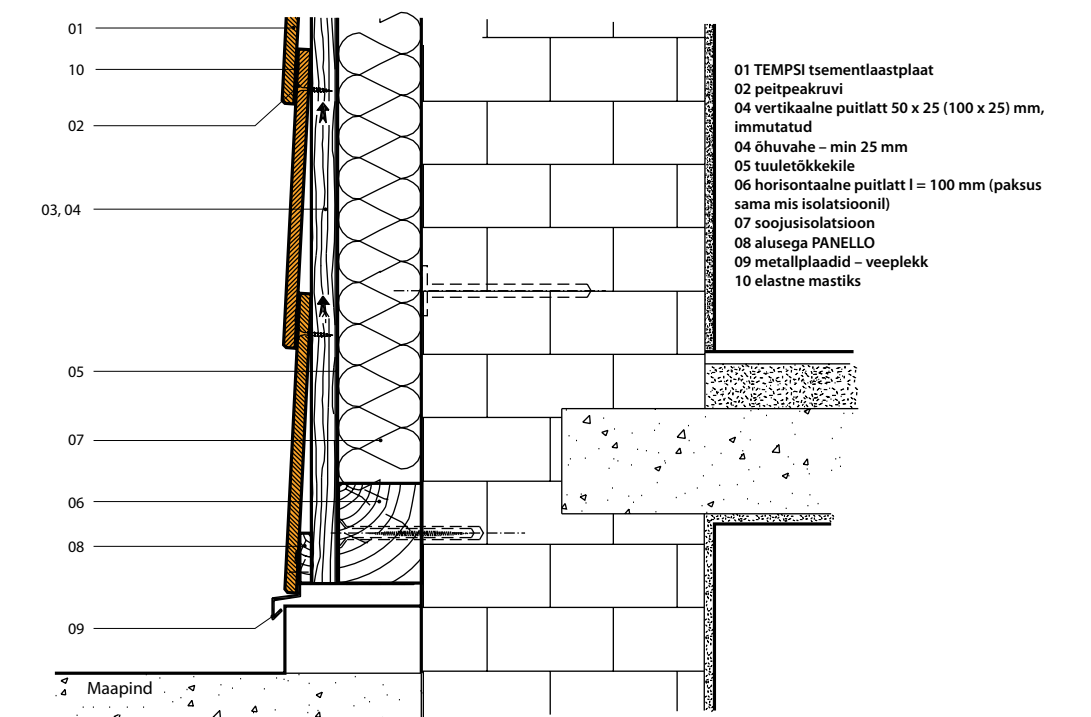 01
10
02
03, 04
05
07
06
08
09
Maapind
01 TEMPSI tsementlaastplaat
02 peitpeakruvi
04 vertikaalne puitlatt 50 x 25 (100 x 25) mm,
immutatud
04 õhuvahe – min 25 mm
05 tuuletõkkekile
06 horisontaalne puitlatt l = 100 mm (paksus
sama mis isolatsioonil)
07 soojusisolatsioon
08 alusega PANELLO
09 metallplaadid – veeplekk
10 elastne mastiks